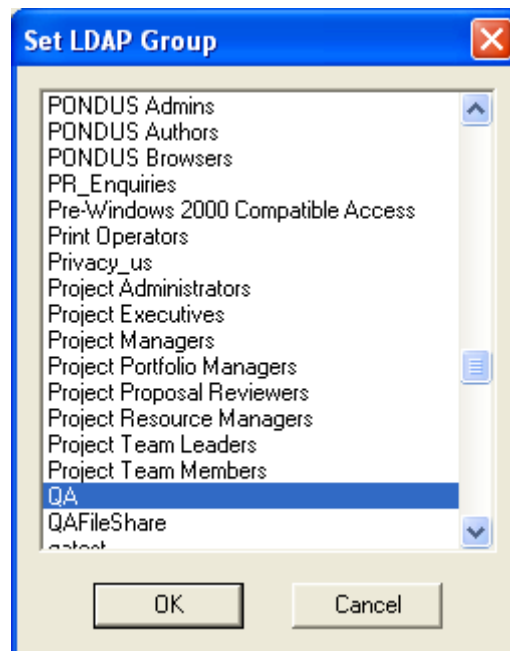 Set LDAP Group
PONDUS Admins
PONDUS Authors
PONDUS Browsers
PR_Enquiries
Pre-Windows 2000 Compatible Access
Print Operators
Privacy_us
Project Administrators
Project Executives
Project Managers
Project Portfolio Managers
Project Proposal Reviewers
Project Resource Managers
Project Team Leaders
Project Team Members
QA
QAFileShare
OK Cancel